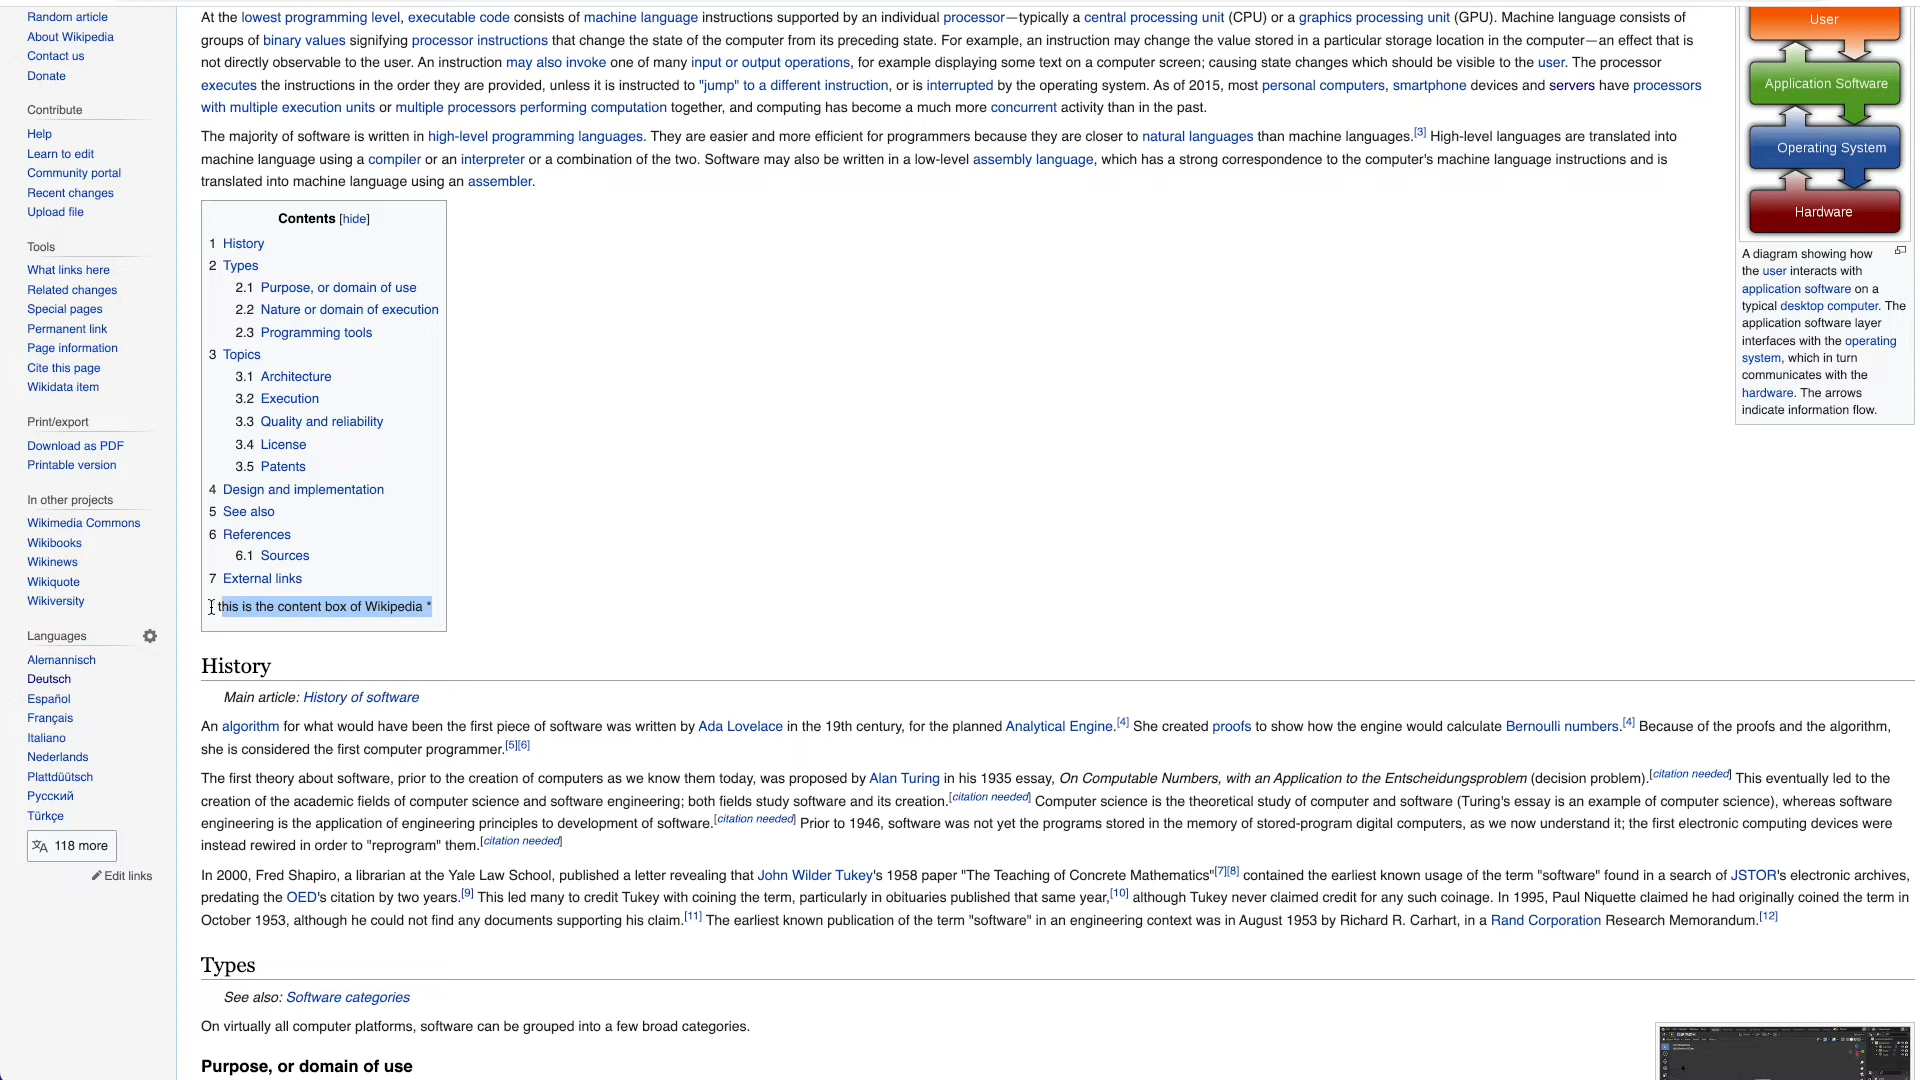 Random article
About Wikipedia
Contact us
Donate
Contribute
Help
Learn to edit
Community portal
Recent changes
Upload file
Tools
What links here
Related changes
Special pages
Permanent link
Page information
Cite this page
Wikidata item
Print/export
Download as PDF
Printable version
In other projects
Wikimedia Commons
Wikibooks
Wikinews
Wikiquote
Wikiversity
Languages
Alemannisch
Deutsch
Español
Français
Italiano
Nederlands
Plattdüütsch
Русский
Türkçe
118 more
Edit links
At the lowest programming level, executable code consists of machine language instructions supported by an individual processor—typically a central processing unit (CPU) or a graphics processing unit (GPU). Machine language consists of
groups of binary values signifying processor instructions that change the state of the computer from its preceding state. For example, an instruction may change the value stored in a particular storage location in the computer—an effect that is
not directly observable to the user. An instruction may also invoke one of many input or output operations, for example displaying some text on a computer screen; causing state changes which should be visible to the user. The processor
executes the instructions in the order they are provided, unless it is instructed to "jump" to a different instruction, or is interrupted by the operating system. As of 2015, most personal computers, smartphone devices and servers have processors
with multiple execution units or multiple processors performing computation together, and computing has become a much more concurrent activity than in the past.
The majority of software is written in high-level programming languages. They are easier and more efficient for programmers because they are closer to natural languages than machine languages.[3] High-level languages are translated into
machine language using a compiler or an interpreter or a combination of the two. Software may also be written in a low-level assembly language, which has a strong correspondence to the computer's machine language instructions and is
translated into machine language using an assembler.
Contents [hide]
1 History
2 Types
2.1 Purpose, or domain of use
2.2 Nature or domain of execution
2.3 Programming tools
3 Topics
3.1 Architecture
3.2 Execution
3.3 Quality and reliability
3.4 License
3.5 Patents
4 Design and implementation
5 See also
6 References
6.1 Sources
7 External links
this is the content box of Wikipedia *
User
Application Software
Operating System
Hardware
A diagram showing how
the user interacts with
application software on a
typical desktop computer. The
application software layer
interfaces with the operating
system, which in turn
communicates with the
hardware. The arrows
indicate information flow.
History
Main article: History of software
An algorithm for what would have been the first piece of software was written by Ada Lovelace in the 19th century, for the planned Analytical Engine.[4] She created proofs to show how the engine would calculate Bernoulli numbers.[4] Because of the proofs and the algorithm,
she is considered the first computer programmer.[5][6]
The first theory about software, prior to the creation of computers as we know them today, was proposed by Alan Turing in his 1935 essay, On Computable Numbers, with an Application to the Entscheidungsproblem (decision problem).[citation needed] This eventually led to the
creation of the academic fields of computer science and software engineering; both fields study software and its creation.[citation needed] Computer science is the theoretical study of computer and software (Turing's essay is an example of computer science), whereas software
engineering is the application of engineering principles to development of software.[citation needed] Prior to 1946, software was not yet the programs stored in the memory of stored-program digital computers, as we now understand it; the first electronic computing devices were
instead rewired in order to "reprogram" them.[citation needed]
In 2000, Fred Shapiro, a librarian at the Yale Law School, published a letter revealing that John Wilder Tukey's 1958 paper "The Teaching of Concrete Mathematics"[7][8] contained the earliest known usage of the term "software" found in a search of JSTOR's electronic archives,
predating the OED's citation by two years.[9] This led many to credit Tukey with coining the term, particularly in obituaries published that same year,[10] although Tukey never claimed credit for any such coinage. In 1995, Paul Niquette claimed he had originally coined the term in
October 1953, although he could not find any documents supporting his claim.[11] The earliest known publication of the term "software" in an engineering context was in August 1953 by Richard R. Carhart, in a Rand Corporation Research Memorandum.[12]
Types
See also: Software categories
On virtually all computer platforms, software can be grouped into a few broad categories.
Purpose, or domain of use